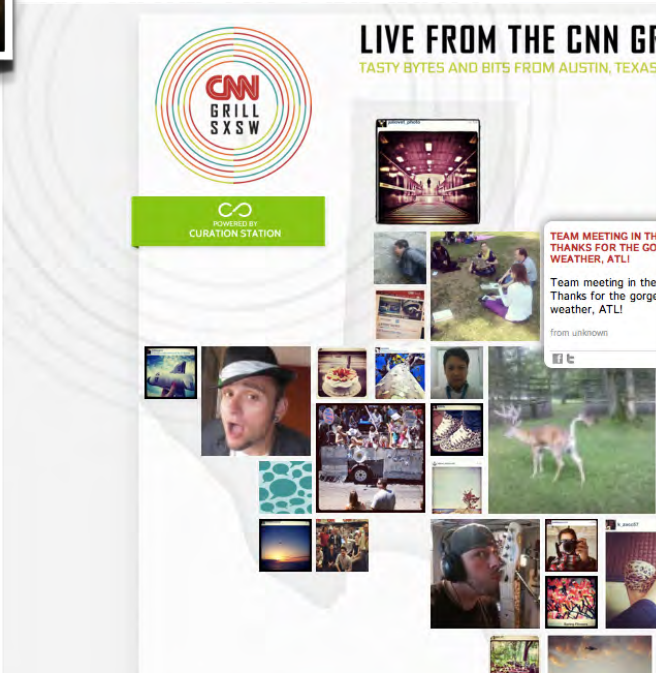 LIVE FROM THE CNN GR
TASTY BYTES AND BITS FROM AUSTIN, TEXAS
CNN
GRILL
SXSW
POWERED BY
CURATION STATION
TEAM MEETING IN TH
THANKS FOR THE GO
WEATHER, ATL!
Team meeting in the
Thanks for the gorge
weather, ATL!
from unknown